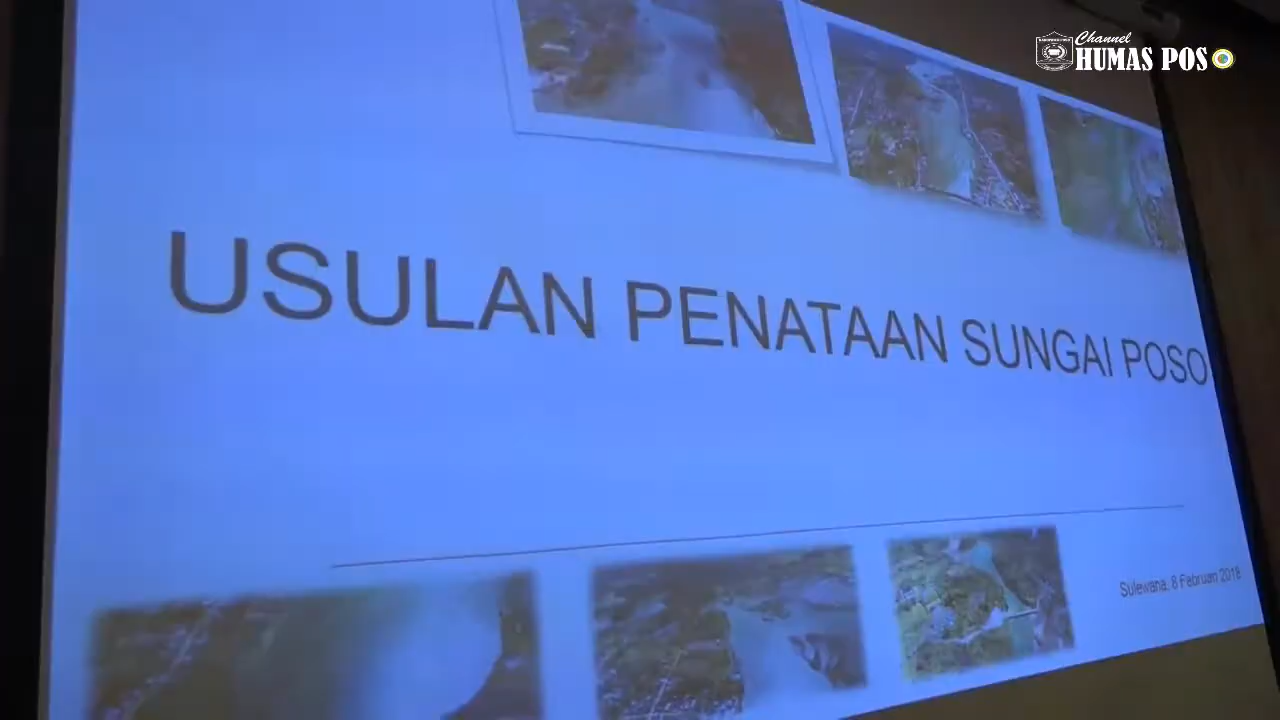 Channel
HUMAS POSO
USULAN PENATAAN SUNGAI POSO
Sulewana, 8 Februari 2018